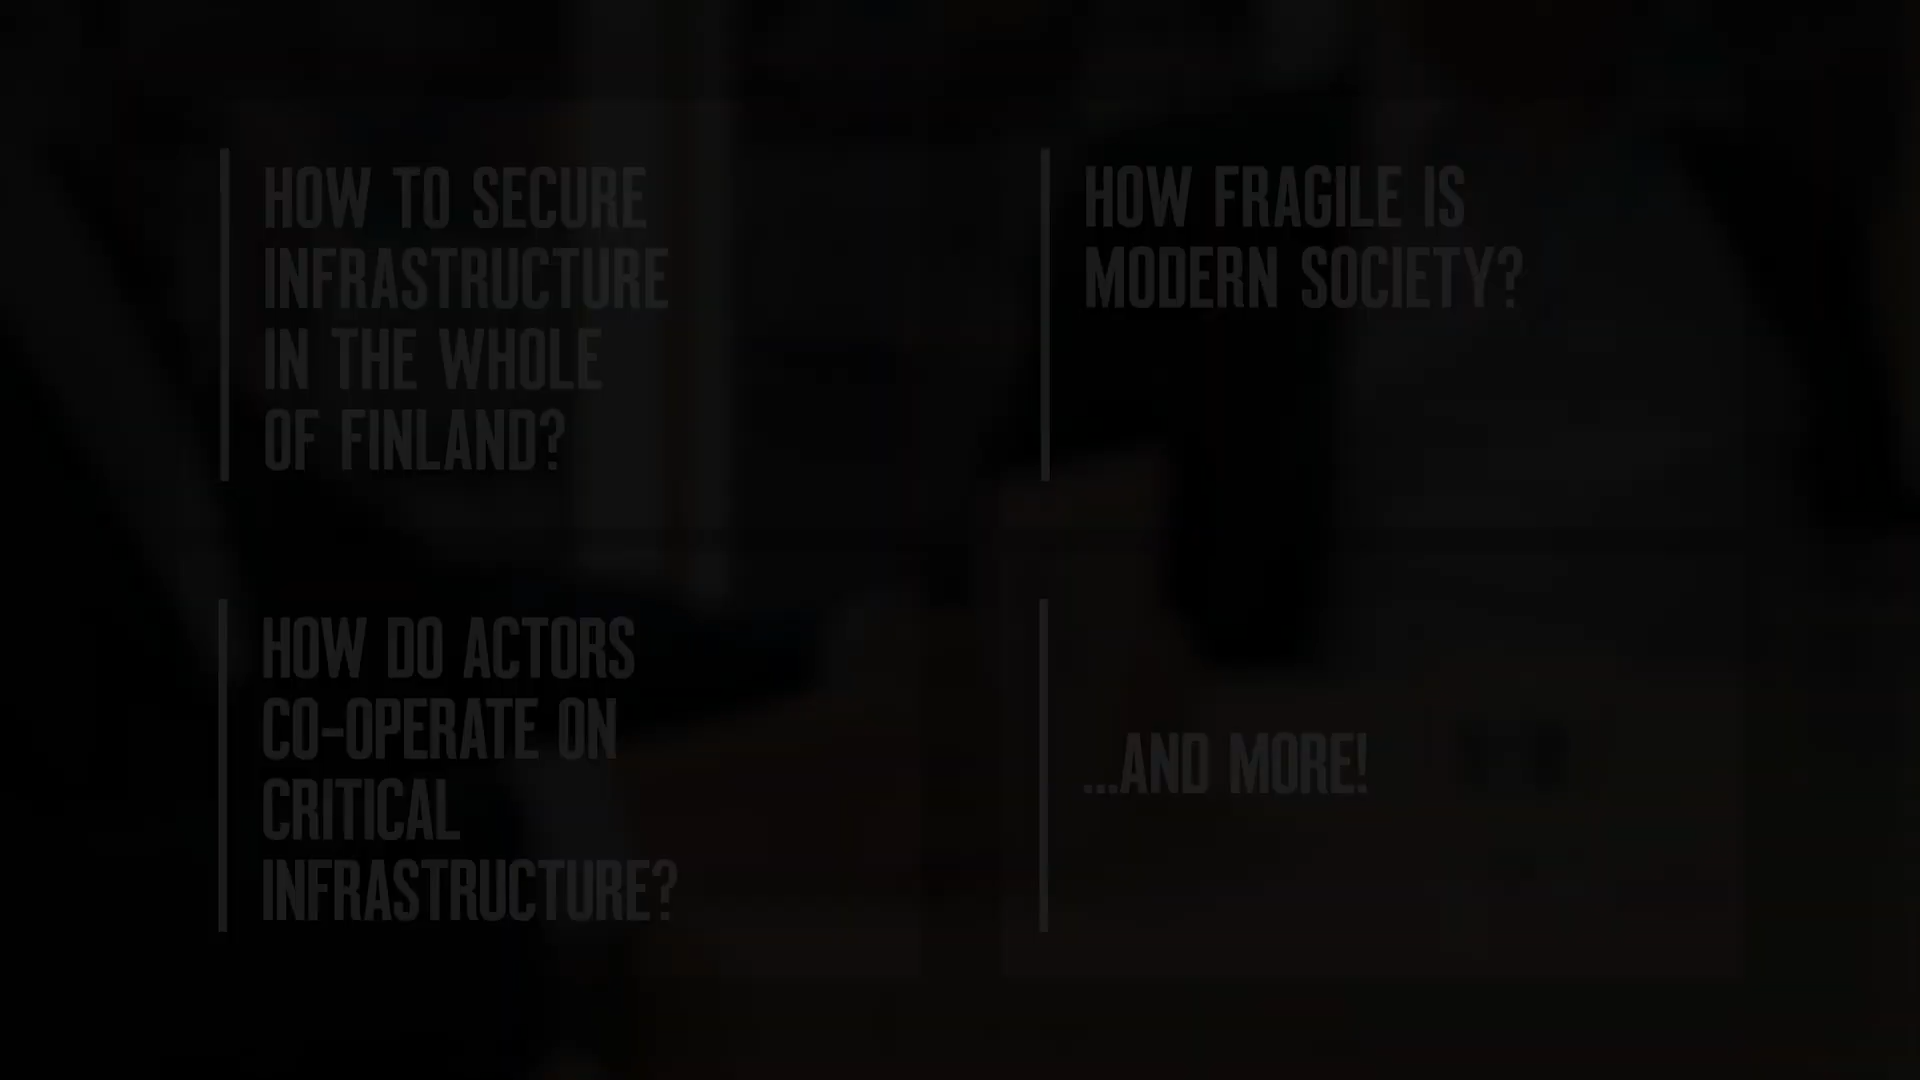 HOW TO SECURE
INFRASTRUCTURE
IN THE WHOLE
OF FINLAND?
HOW FRAGILE IS
MODERN SOCIETY?
HOW DO ACTORS
CO-OPERATE ON
CRITICAL
INFRASTRUCTURE?
...AND MORE!